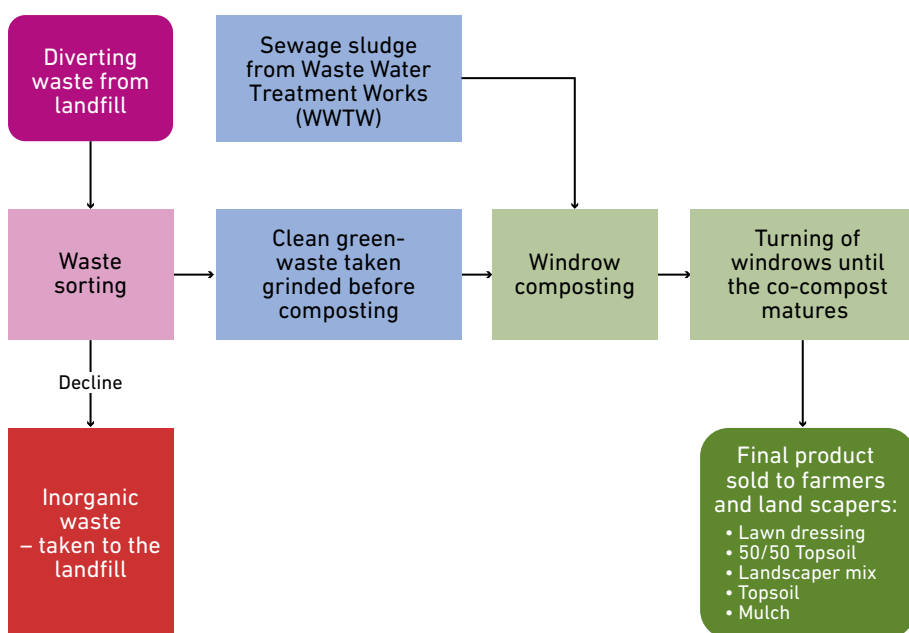 Diverting
waste from
landfill
Sewage sludge
from Waste Water
Treatment Works
(WWTW)
Waste
sorting
Clean green-
waste taken
grinded before
composting
Windrow
composting
Turning of
windrows until
the co-compost
matures
Decline
Inorganic
waste
– taken to the
landfill
Final product
sold to farmers
and land scapers:
• Lawn dressing
• 50/50 Topsoil
• Landscaper mix
• Topsoil
• Mulch